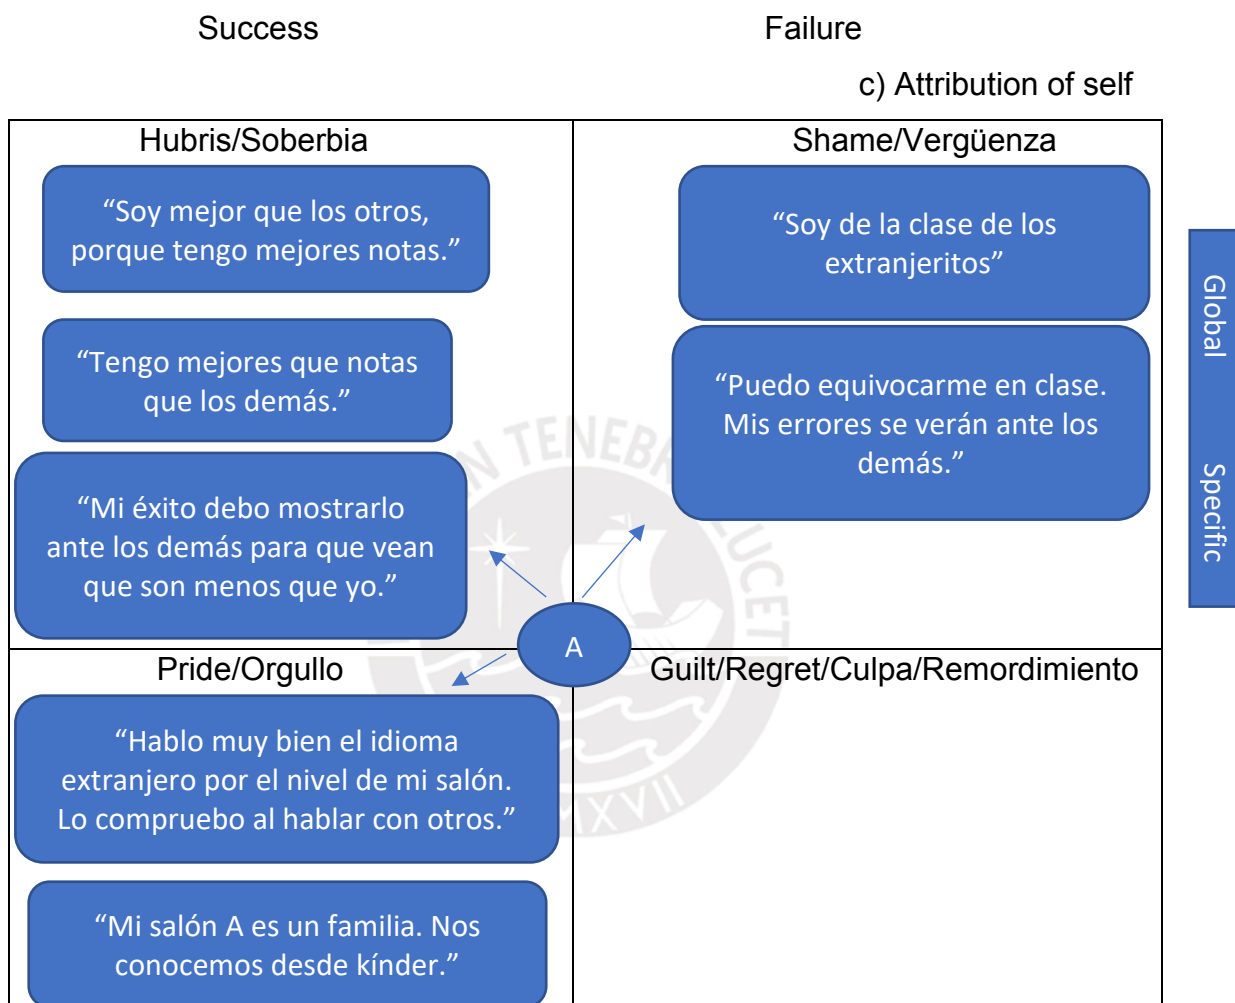 Success
Failure
c) Attribution of self
Hubris/Soberbia
“Soy mejor que los otros,
porque tengo mejores notas.”
“Tengo mejores que notas
que los demás.”
“Mi éxito debo mostrarlo
ante los demás para que vean
que son menos que yo.”
Shame/Vergüenza
“Soy de la clase de los
extranjeritos”
“Puedo equivocarme en clase.
Mis errores se verán ante los
demás.”
Global
Specific
A
Pride/Orgullo
“Hablo muy bien el idioma
extranjero por el nivel de mi salón.
Lo compruebo al hablar con otros.”
“Mi salón A es un familia. Nos
conocemos desde kínder.”
Guilt/Regret/Culpa/Remordimiento
TENEBR
LUCET
MXVII